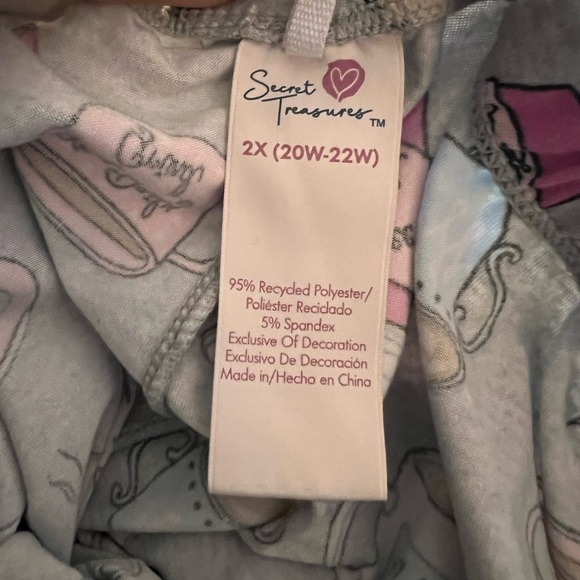 Secret
Treasures™
2X (20W-22W)
95% Recycled Polyester/
Poliéster Reciclado
5% Spandex
Exclusive Of Decoration
Exclusivo De Decoración
Made in/Hecho en China